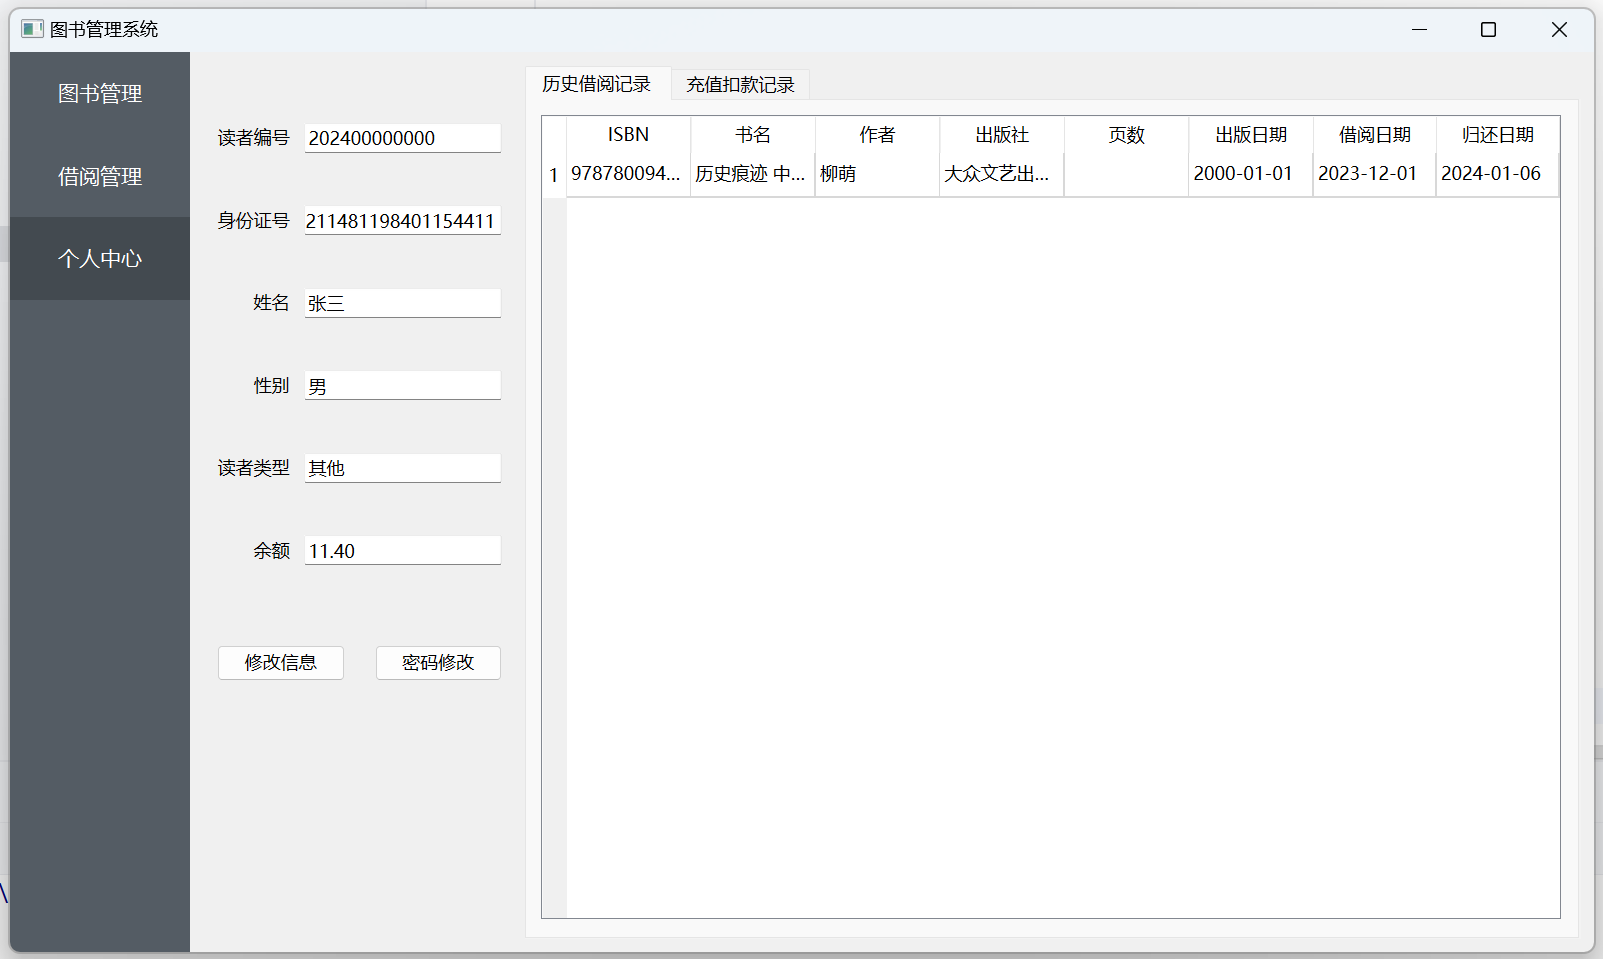 图书管理系统
图书管理
借阅管理
个人中心
读者编号 202400000000
身份证号 211481198401154411
姓名 张三
性别 男
读者类型 其他
余额 11.40
修改信息 密码修改
历史借阅记录 充值扣款记录
ISBN 书名 作者 出版社 页数 出版日期 借阅日期 归还日期
1 978780094... 历史痕迹 中... 柳萌 大众文艺出... 2000-01-01 2023-12-01 2024-01-06
\